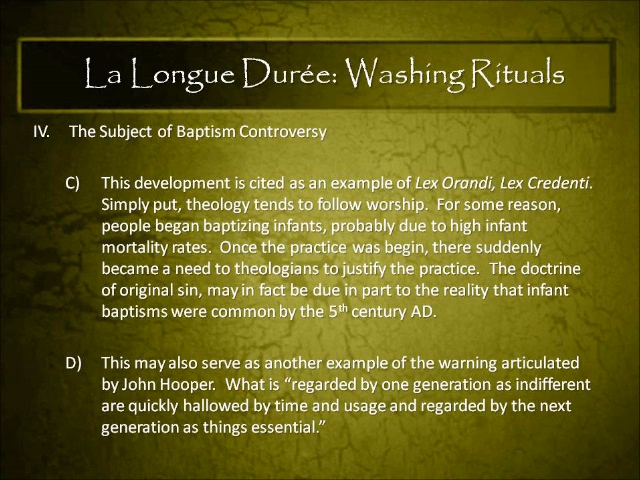 La Longue Durée: Washing Rituals
IV. The Subject of Baptism Controversy
C) This development is cited as an example of Lex Orandi, Lex Credenti.
Simply put, theology tends to follow worship. For some reason,
people began baptizing infants, probably due to high infant
mortality rates. Once the practice was begin, there suddenly
became a need to theologians to justify the practice. The doctrine
of original sin, may in fact be due in part to the reality that infant
baptisms were common by the 5th century AD.
D) This may also serve as another example of the warning articulated
by John Hooper. What is “regarded by one generation as indifferent
are quickly hallowed by time and usage and regarded by the next
generation as things essential.”